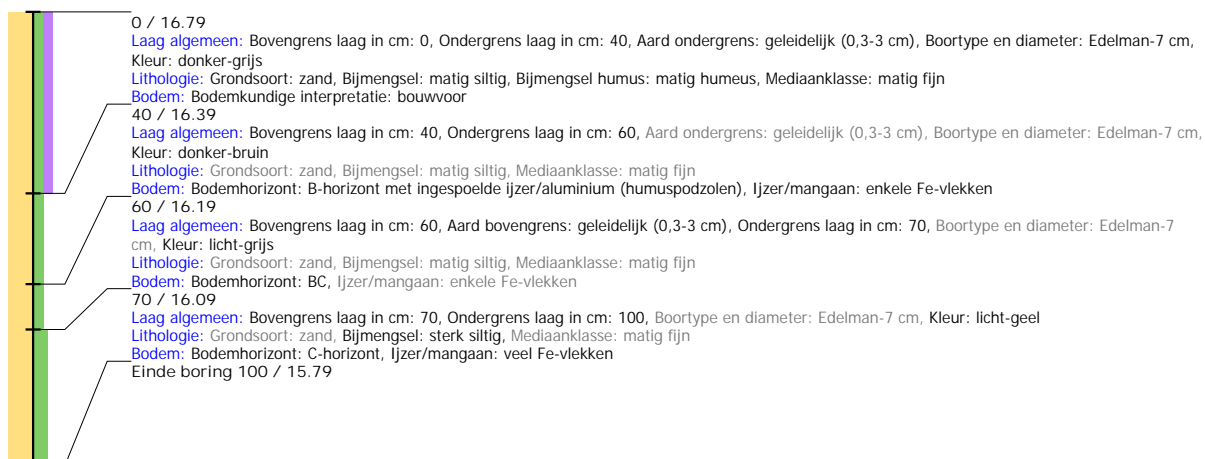 0 / 16.79
Laag algemeen: Bovengrens laag in cm: 0, Ondergrens laag in cm: 40, Aard ondergrens: geleidelijk (0,3-3 cm), Boortype en diameter: Edelman-7 cm,
Kleur: donker-grijs
Lithologie: Grondsoort: zand, Bijmengsel: matig siltig, Bijmengsel humus: matig humeus, Mediaanklasse: matig fijn
Bodem: Bodemkundige interpretatie: bouwvoor
40 / 16.39
Laag algemeen: Bovengrens laag in cm: 40, Ondergrens laag in cm: 60, Aard ondergrens: geleidelijk (0,3-3 cm), Boortype en diameter: Edelman-7 cm,
Kleur: donker-bruin
Lithologie: Grondsoort: zand, Bijmengsel: matig siltig, Mediaanklasse: matig fijn
Bodem: Bodemhorizont: B-horizont met ingespoelde ijzer/aluminium (humuspodzolen), Ijzer/mangaan: enkele Fe-vlekken
60 / 16.19
Laag algemeen: Bovengrens laag in cm: 60, Aard bovengrens: geleidelijk (0,3-3 cm), Ondergrens laag in cm: 70, Boortype en diameter: Edelman-7
cm, Kleur: licht-grijs
Lithologie: Grondsoort: zand, Bijmengsel: matig siltig, Mediaanklasse: matig fijn
Bodem: Bodemhorizont: BC, Ijzer/mangaan: enkele Fe-vlekken
70 / 16.09
Laag algemeen: Bovengrens laag in cm: 70, Ondergrens laag in cm: 100, Boortype en diameter: Edelman-7 cm, Kleur: licht-geel
Lithologie: Grondsoort: zand, Bijmengsel: sterk siltig, Mediaanklasse: matig fijn
Bodem: Bodemhorizont: C-horizont, Ijzer/mangaan: veel Fe-vlekken
Einde boring 100 / 15.79